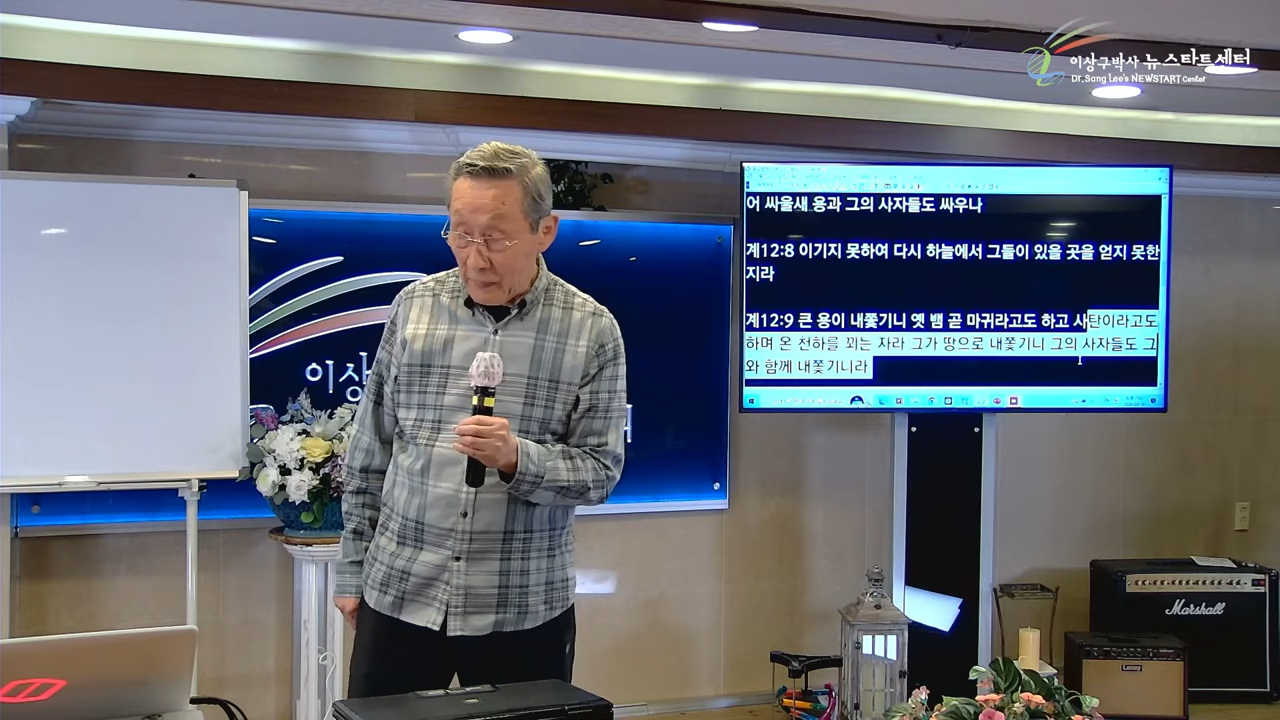 이상구박사 뉴스타트센터
Dr. Sang Lee's NEWSTART Center
어 싸울새 용과 그의 사자들도 싸우나
계12:8 이기지 못하여 다시 하늘에서 그들이 있을 곳을 얻지 못한
지라
계12:9 큰 용이 내쫓기니 옛 뱀 곧 마귀라고도 하고 사탄이라고도
하며 온 천하를 꾀는 자라 그가 땅으로 내쫓기니 그의 사자들도 그
와 함께 내쫓기니라
이상
Marshall
Laney